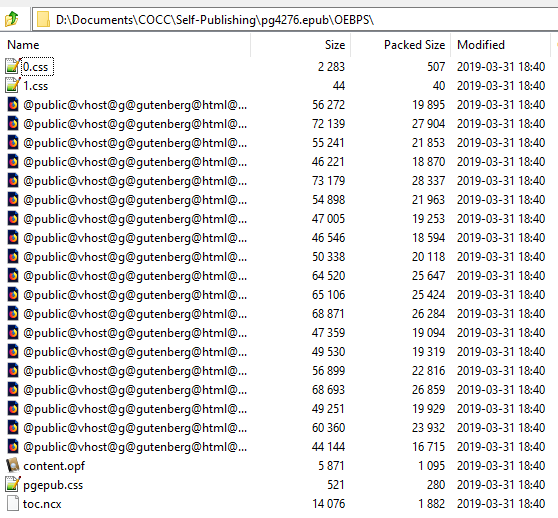 D:\Documents\COCC\Self-Publishing\pg4276.epub\OEBPS\
Name Size Packed Size Modified
0.css 2 283 507 2019-03-31 18:40
1.css 44 40 2019-03-31 18:40
@public@vhost@g@gutenberg@html@... 56 272 19 895 2019-03-31 18:40
@public@vhost@g@gutenberg@html@... 72 139 27 904 2019-03-31 18:40
@public@vhost@g@gutenberg@html@... 55 241 21 853 2019-03-31 18:40
@public@vhost@g@gutenberg@html@... 46 221 18 870 2019-03-31 18:40
@public@vhost@g@gutenberg@html@... 73 179 28 337 2019-03-31 18:40
@public@vhost@g@gutenberg@html@... 54 898 21 963 2019-03-31 18:40
@public@vhost@g@gutenberg@html@... 47 005 19 253 2019-03-31 18:40
@public@vhost@g@gutenberg@html@... 46 546 18 594 2019-03-31 18:40
@public@vhost@g@gutenberg@html@... 50 338 20 118 2019-03-31 18:40
@public@vhost@g@gutenberg@html@... 64 520 25 647 2019-03-31 18:40
@public@vhost@g@gutenberg@html@... 65 106 25 424 2019-03-31 18:40
@public@vhost@g@gutenberg@html@... 68 871 26 284 2019-03-31 18:40
@public@vhost@g@gutenberg@html@... 47 359 19 094 2019-03-31 18:40
@public@vhost@g@gutenberg@html@... 49 530 19 319 2019-03-31 18:40
@public@vhost@g@gutenberg@html@... 56 899 22 816 2019-03-31 18:40
@public@vhost@g@gutenberg@html@... 68 693 26 859 2019-03-31 18:40
@public@vhost@g@gutenberg@html@... 49 251 19 929 2019-03-31 18:40
@public@vhost@g@gutenberg@html@... 60 360 23 932 2019-03-31 18:40
@public@vhost@g@gutenberg@html@... 44 144 16 715 2019-03-31 18:40
content.opf 5 871 1 095 2019-03-31 18:40
pgepub.css 521 280 2019-03-31 18:40
toc.ncx 14 076 1 882 2019-03-31 18:40